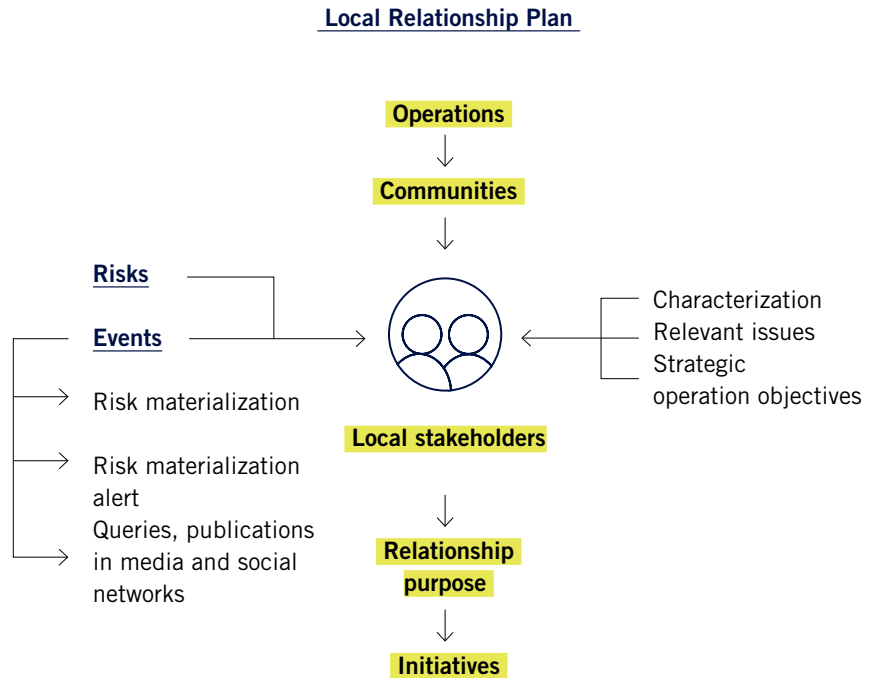 Local Relationship Plan
Operations
Communities
Risks
Events
Risk materialization
Risk materialization
alert
Queries, publications
in media and social
networks
Characterization
Relevant issues
Strategic
operation objectives
Local stakeholders
Relationship
purpose
Initiatives